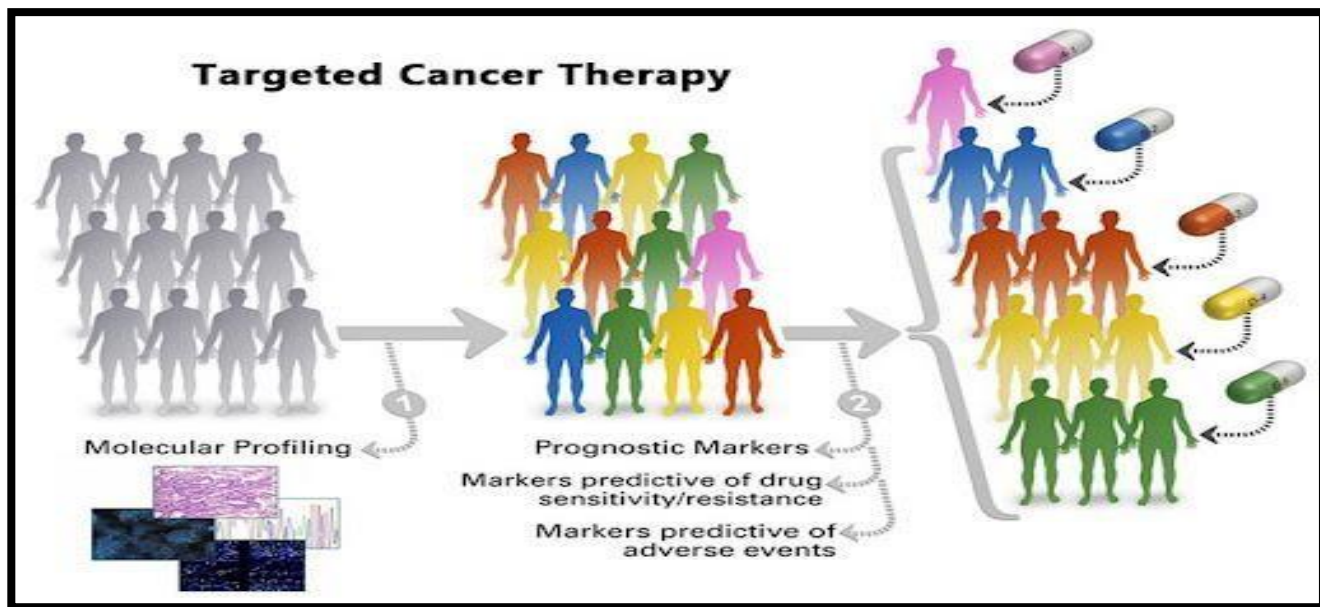 Targeted Cancer Therapy
1
2
Molecular Profiling
Prognostic Markers
Markers predictive of drug
sensitivity/resistance
Markers predictive of
adverse events